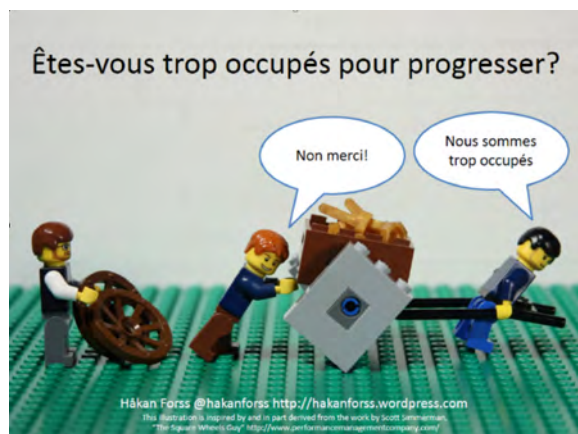 Êtes-vous trop occupés pour progresser?
Non merci!
Nous sommes
trop occupés
Håkan Forss @hakanforss http://hakanforss.wordpress.com
This illustration is inspired by and in part derived from the work by Scott Simmerman,
"The Square Wheels Guy" http://www.performancemanagementcompany.com/